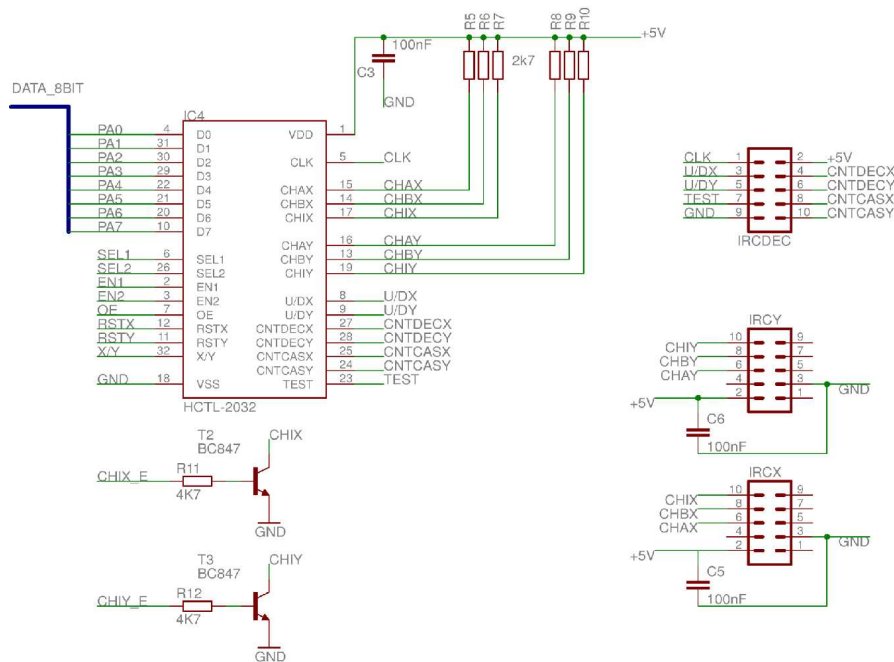 R5 R6 R7 R8 R9 R10
+5V
100nF
C3
2k7
GND
DATA_8BIT
IC4
PA0 4 D0 VDD 1
PA1 31 D1
PA2 30 D2 CLK 5 CLK
PA3 29 D3
PA4 22 D4 CHAX 15 CHAX
PA5 21 D5 CHBX 14 CHBX
PA6 20 D6 CHIX 17 CHIX
PA7 10 D7
CHAY 16 CHAY
SEL1 6 SEL1 CHBY 13 CHBY
SEL2 26 SEL2 CHIY 19 CHIY
EN1 2 EN1
EN2 3 EN2 U/DX 8 U/DX
OE 7 OE U/DY 9 U/DY
RSTX 12 RSTX CNTDECX 27 CNTDECX
RSTY 11 RSTY CNTDECY 28 CNTDECY
X/Y 32 X/Y CNTCASX 25 CNTCASX
CNTCASY 24 CNTCASY
GND 18 VSS TEST 23 TEST
HCTL-2032
CLK 1 2 +5V
U/DX 3 4 CNTDECX
U/DY 5 6 CNTDECY
TEST 7 8 CNTCASX
GND 9 10 CNTCASY
IRCDEC
IRCY
CHIY 10 9
CHBY 8 7
CHAY 6 5
4 3 GND
+5V 2 1
C6
100nF
IRCX
CHIX 10 9
CHBX 8 7
CHAX 6 5
4 3 GND
+5V 2 1
C5
100nF
T2
BC847
CHIX
CHIX_E
R11
4K7
GND
T3
BC847
CHIY
CHIY_E
R12
4K7
GND